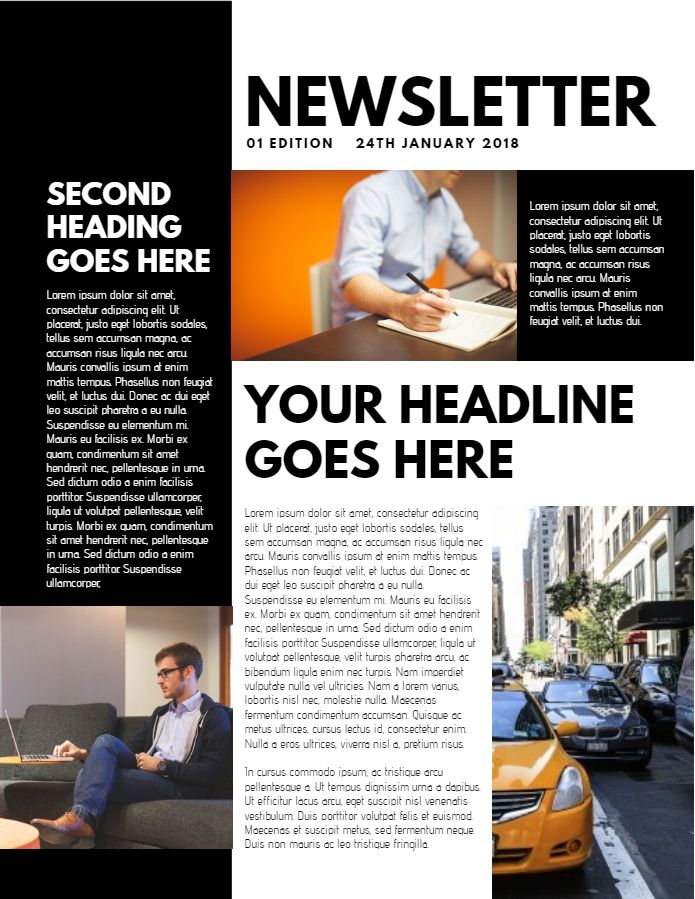 NEWSLETTER
01 EDITION 24TH JANUARY 2018
SECOND
HEADING
GOES HERE
Lorem ipsum dolor sit amet,
consectetur adipiscing elit. Ut
placerat, justo eget lobortis sodales,
tellus sem accumsan magna, ac
accumsan risus ligula nec arcu.
Mauris convallis ipsum at enim
mattis tempus. Phasellus non feugiat
velit, et luctus dui. Donec ac dui eget
leo suscipit pharetra a eu nulla.
Suspendisse eu elementum mi.
Mauris eu facilisis ex. Morbi ex
quam, condimentum sit amet
hendrerit nec, pellentesque in urna.
Sed dictum odio a enim facilisis
porttitor. Suspendisse ullamcorper,
ligula ut volutpat pellentesque, velit
turpis. Morbi ex quam, condimentum
sit amet hendrerit nec, pellentesque
in urna. Sed dictum odio a enim
facilisis porttitor. Suspendisse
ullamcorper,
Lorem ipsum dolor sit amet,
consectetur adipiscing elit. Ut
placerat, justo eget lobortis
sodales, tellus sem accumsan
magna, ac accumsan risus
ligula nec arcu. Mauris
convallis ipsum at enim
mattis tempus. Phasellus non
feugiat velit, et luctus dui.
YOUR HEADLINE
GOES HERE
Lorem ipsum dolor sit amet, consectetur adipiscing
elit. Ut placerat, justo eget lobortis sodales, tellus
sem accumsan magna, ac accumsan risus ligula nec
arcu. Mauris convallis ipsum at enim mattis tempus.
Phasellus non feugiat velit, et luctus dui. Donec ac
dui eget leo suscipit pharetra a eu nulla.
Suspendisse eu elementum mi. Mauris eu facilisis
ex. Morbi ex quam, condimentum sit amet hendrerit
nec, pellentesque in urna. Sed dictum odio a enim
facilisis porttitor. Suspendisse ullamcorper, ligula ut
volutpat pellentesque, velit turpis pharetra arcu, ac
bibendum ligula enim nec turpis. Nam imperdiet
vulputate nulla vel ultricies. Nam a lorem varius,
lobortis nisl nec, molestie nulla. Maecenas
fermentum condimentum accumsan. Quisque ac
metus ultrices, cursus lectus id, consectetur enim.
Nulla a eros ultrices, viverra nisl a, pretium risus.
In cursus commodo ipsum, ac tristique arcu
pellentesque a. Ut tempus dignissim urna a dapibus.
Ut efficitur lacus arcu, eget suscipit nisl venenatis
vestibulum. Duis porttitor volutpat felis et euismod.
Maecenas et suscipit metus, sed fermentum neque.
Duis non mauris ac leo tristique fringilla.